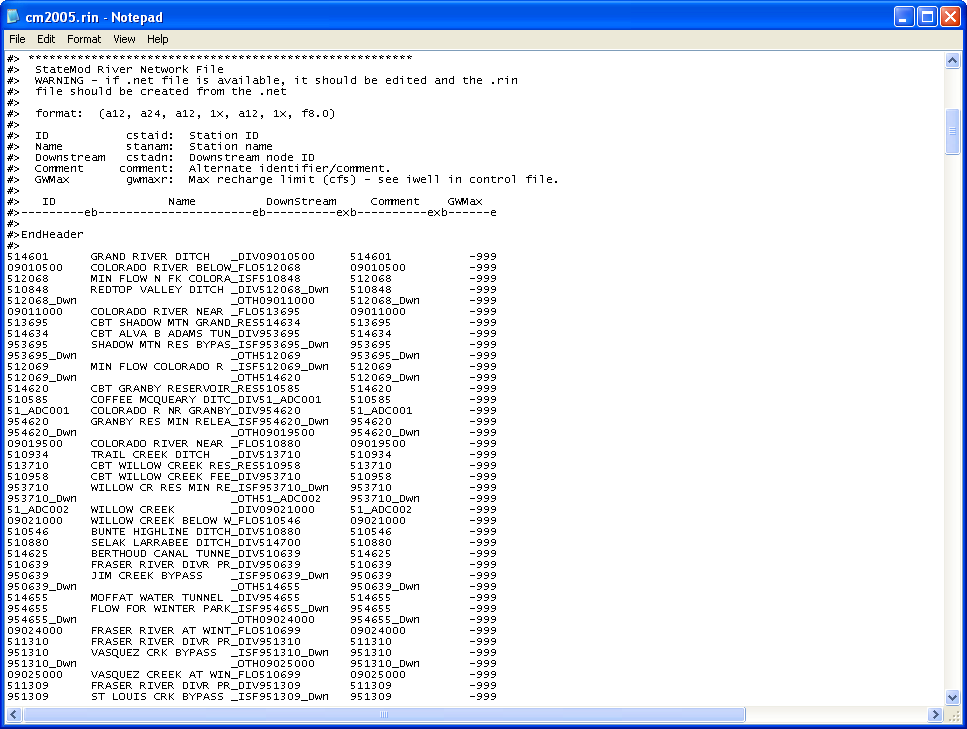 cm2005.rin - Notepad
File Edit Format View Help
#> *******************************************************
#>  StateMod River Network File
#>  WARNING - if .net file is available, it should be edited and the .rin
#>  file should be created from the .net
#>
#>  format:  (a12, a24, a12, 1x, a12, 1x, f8.0)
#>
#>  ID           cstaid:  Station ID
#>  Name         stanam:  Station name
#>  Downstream   cstadn:  Downstream node ID
#>  Comment     comment:  Alternate identifier/comment.
#>  GWMax        gwmaxr:  Max recharge limit (cfs) - see iwell in control file.
#>
#>   ID                Name          DownStream     Comment    GWMax
#>---------eb----------------------eb----------exb----------exb------e
#>
#>EndHeader
#>
514601      GRAND RIVER DITCH   _DIV09010500     514601           -999
09010500    COLORADO RIVER BELOW_FLO512068       09010500         -999
512068      MIN FLOW N FK COLORA_ISF510848       512068           -999
510848      REDTOP VALLEY DITCH _DIV512068_Dwn   510848           -999
512068_Dwn                      _OTH09011000     512068_Dwn       -999
09011000    COLORADO RIVER NEAR _FLO513695       09011000         -999
513695      CBT SHADOW MTN GRAND_RES514634       513695           -999
514634      CBT ALVA B ADAMS TUN_DIV953695       514634           -999
953695      SHADOW MTN RES BYPAS_ISF953695_Dwn   953695           -999
953695_Dwn                      _OTH512069       953695_Dwn       -999
512069      MIN FLOW COLORADO R _ISF512069_Dwn   512069           -999
512069_Dwn                      _OTH514620       512069_Dwn       -999
514620      CBT GRANBY RESERVOIR_RES510585       514620           -999
510585      COFFEE MCQUEARY DITC_DIV51_ADC001    510585           -999
51_ADC001   COLORADO R NR GRANBY_DIV954620       51_ADC001        -999
954620      GRANBY RES MIN RELEA_ISF954620_Dwn   954620           -999
954620_Dwn                      _OTH09019500     954620_Dwn       -999
09019500    COLORADO RIVER NEAR _FLO510880       09019500         -999
510934      TRAIL CREEK DITCH   _DIV513710       510934           -999
513710      CBT WILLOW CREEK RES_RES510958       513710           -999
510958      CBT WILLOW CREEK FEE_DIV953710       510958           -999
953710      WILLOW CR RES MIN RE_ISF953710_Dwn   953710           -999
953710_Dwn                      _OTH51_ADC002    953710_Dwn       -999
51_ADC002   WILLOW CREEK        _DIV09021000     51_ADC002        -999
09021000    WILLOW CREEK BELOW W_FLO510546       09021000         -999
510546      BUNTE HIGHLINE DITCH_DIV510880       510546           -999
510880      SELAK LARRABEE DITCH_DIV514700       510880           -999
514625      BERTHOUD CANAL TUNNE_DIV510639       514625           -999
510639      FRASER RIVER DIVR PR_DIV950639       510639           -999
950639      JIM CREEK BYPASS    _ISF950639_Dwn   950639           -999
950639_Dwn                      _OTH514655       950639_Dwn       -999
514655      MOFFAT WATER TUNNEL _DIV954655       514655           -999
954655      FLOW FOR WINTER PARK_ISF954655_Dwn   954655           -999
954655_Dwn                      _OTH09024000     954655_Dwn       -999
09024000    FRASER RIVER AT WINT_FLO510699       09024000         -999
511310      FRASER RIVER DIVR PR_DIV951310       511310           -999
951310      VASQUEZ CRK BYPASS  _ISF951310_Dwn   951310           -999
951310_Dwn                      _OTH09025000     951310_Dwn       -999
09025000    VASQUEZ CREEK AT WIN_FLO510699       09025000         -999
511309      FRASER RIVER DIVR PR_DIV951309       511309           -999
951309      ST LOUIS CRK BYPASS _ISF951309_Dwn   951309           -999